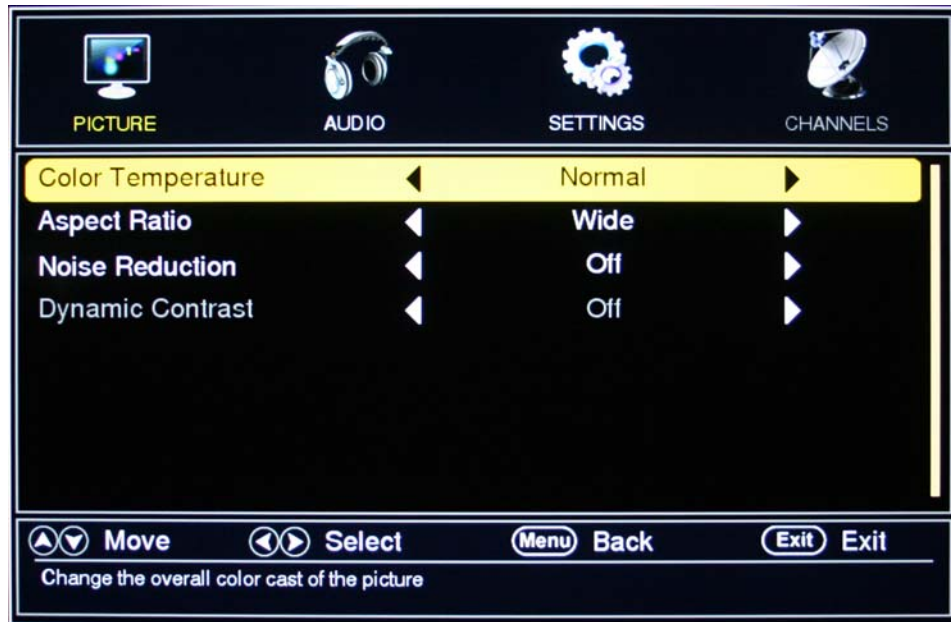 PICTURE AUDIO SETTINGS CHANNELS
Color Temperature Normal
Aspect Ratio Wide
Noise Reduction Off
Dynamic Contrast Off
Move Select Menu Back Exit Exit
Change the overall color cast of the picture